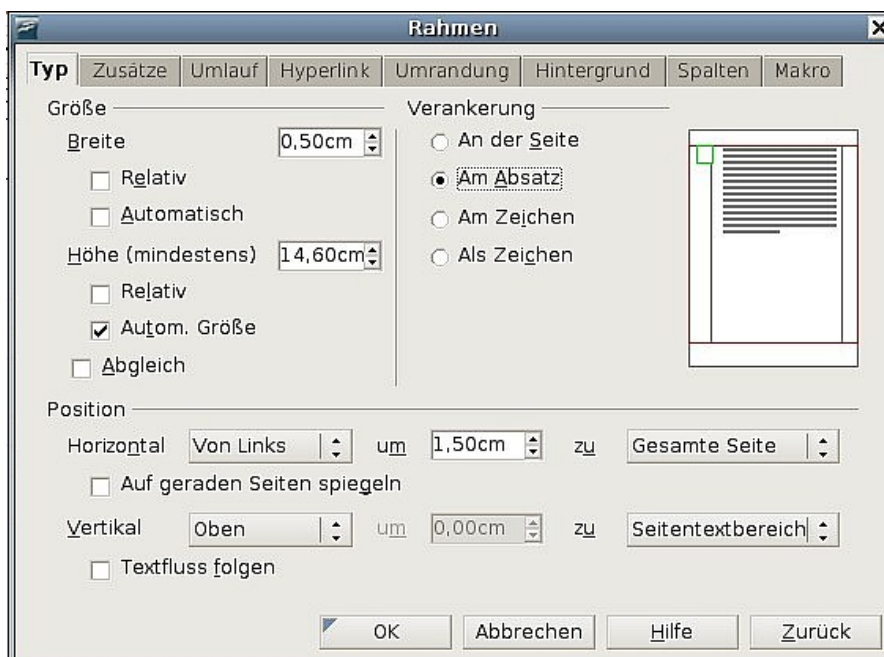 Rahmen
Typ Zusätze Umlauf Hyperlink Umrandung Hintergrund Spalten Makro
Größe
Breite 0,50cm
Relativ
Automatisch
Höhe (mindestens) 14,60cm
Relativ
Autom. Größe
Abgleich
Verankerung
An der Seite
Am Absatz
Am Zeichen
Als Zeichen
Position
Horizontal Von Links um 1,50cm zu Gesamte Seite
Auf geraden Seiten spiegeln
Vertikal Oben um 0,00cm zu Seitentextbereich
Textfluss folgen
OK Abbrechen Hilfe Zurück